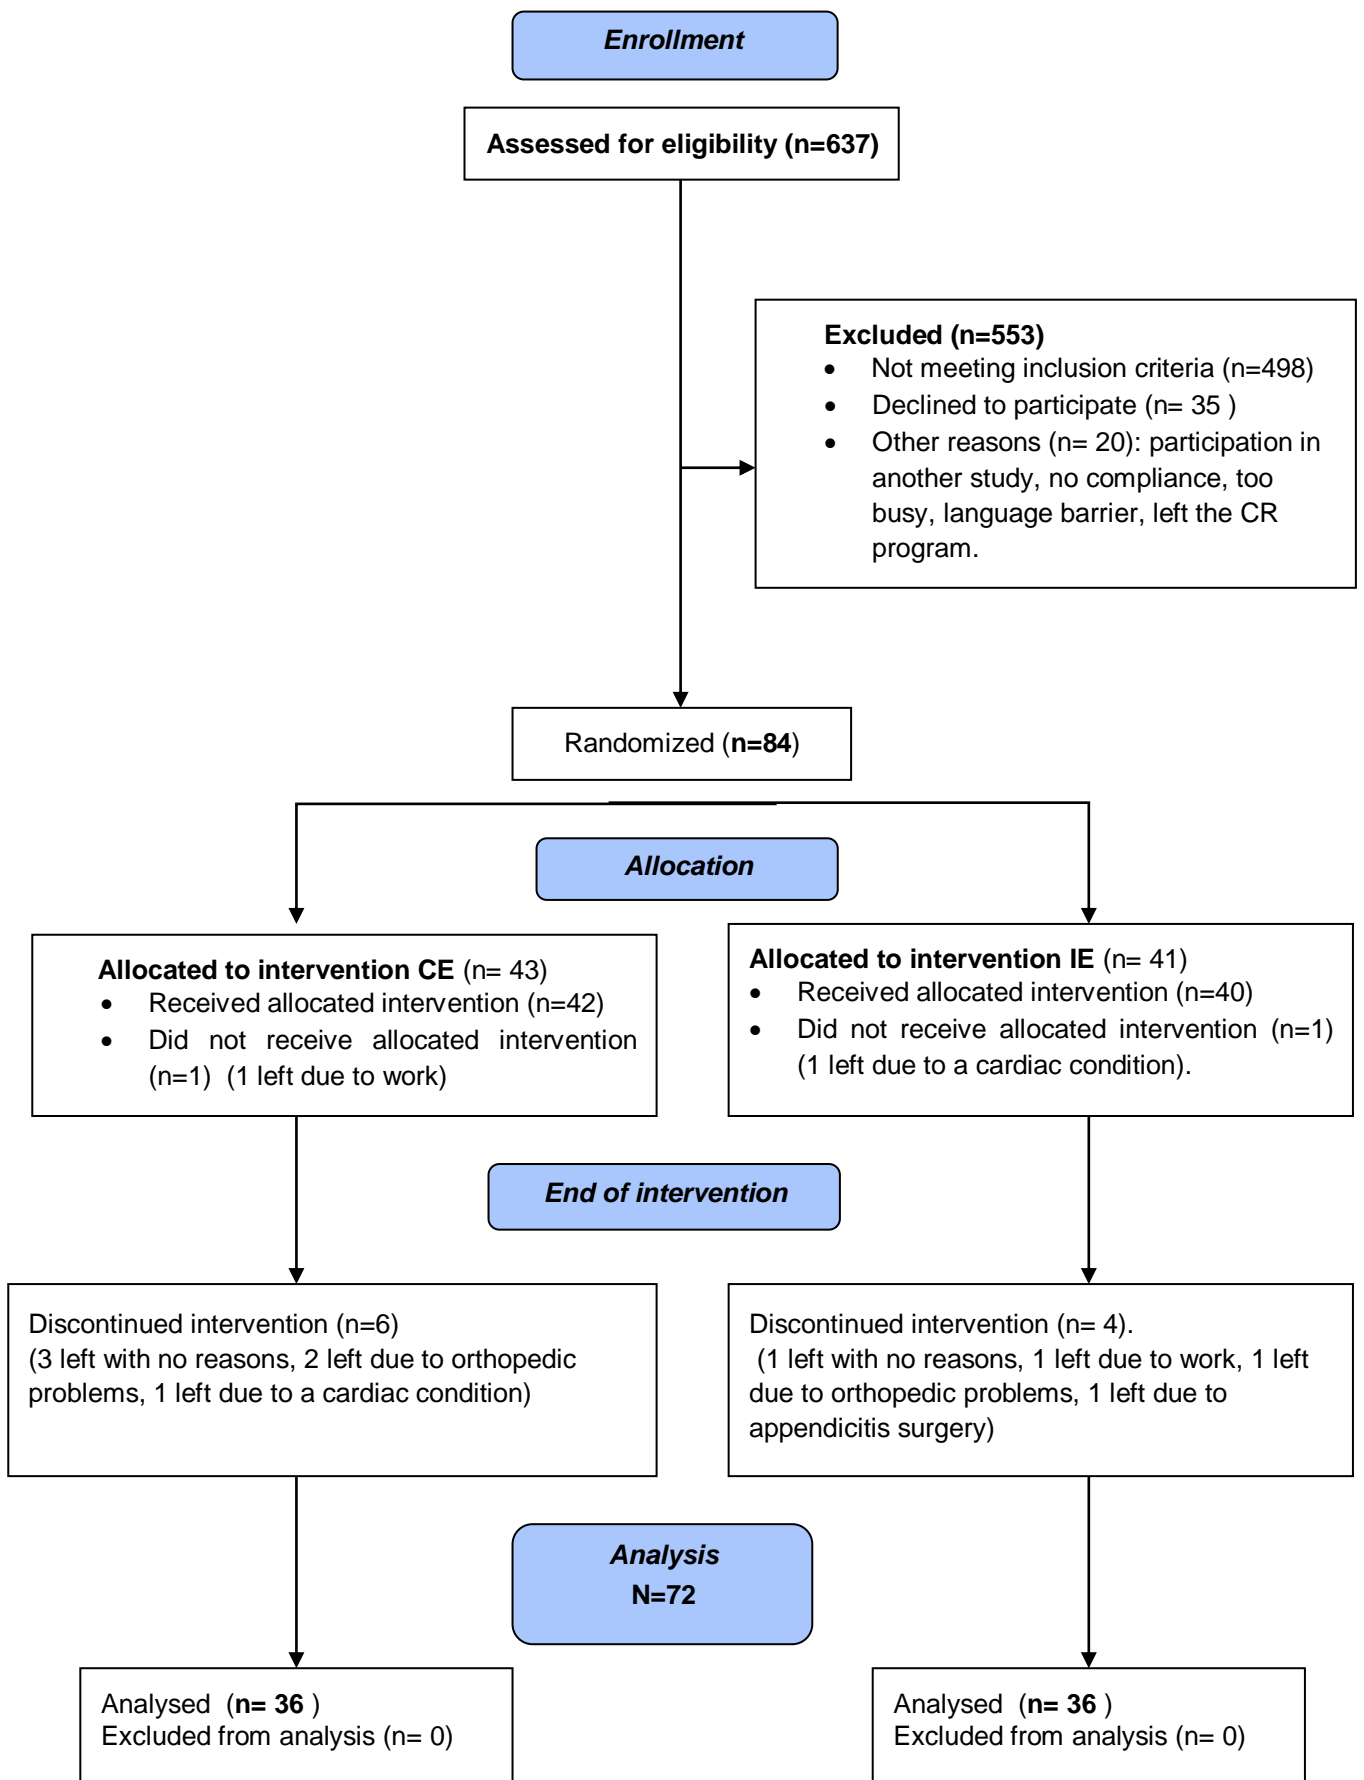 Enrollment
Assessed for eligibility (n=637)
Excluded (n=553)
• Not meeting inclusion criteria (n=498)
• Declined to participate (n= 35 )
• Other reasons (n= 20): participation in
another study, no compliance, too
busy, language barrier, left the CR
program.
Randomized (n=84)
Allocation
Allocated to intervention CE (n= 43)
• Received allocated intervention (n=42)
• Did not receive allocated intervention
(n=1) (1 left due to work)
Allocated to intervention IE (n= 41)
• Received allocated intervention (n=40)
• Did not receive allocated intervention (n=1)
(1 left due to a cardiac condition).
End of intervention
Discontinued intervention (n=6)
(3 left with no reasons, 2 left due to orthopedic
problems, 1 left due to a cardiac condition)
Discontinued intervention (n= 4).
(1 left with no reasons, 1 left due to work, 1 left
due to orthopedic problems, 1 left due to
appendicitis surgery)
Analysis
N=72
Analysed (n= 36 )
Excluded from analysis (n= 0)
Analysed (n= 36 )
Excluded from analysis (n= 0)